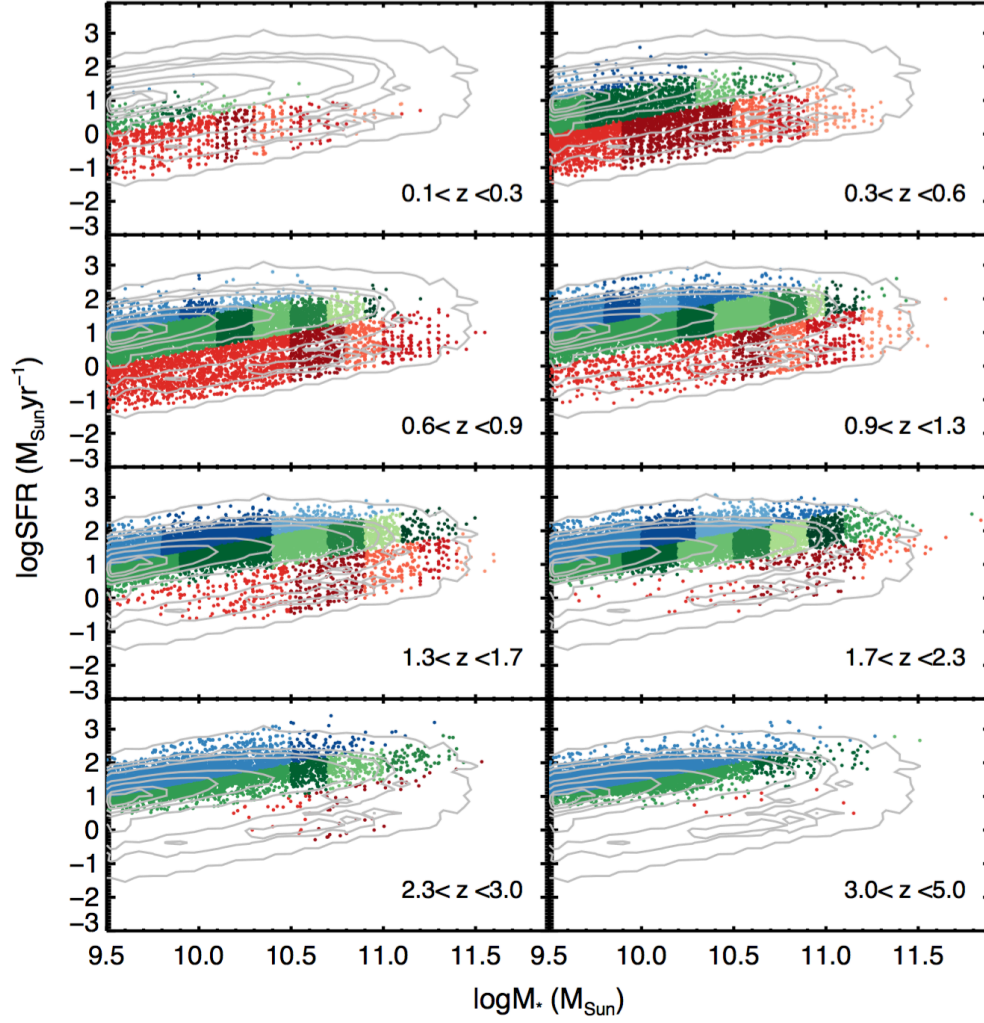 3
2
1
0
−1
−2
−3
0.1< z <0.3
0.3< z <0.6
3
2
1
0
−1
−2
−3
0.6< z <0.9
0.9< z <1.3
logSFR (M_Sun yr⁻¹)
3
2
1
0
−1
−2
−3
1.3< z <1.7
1.7< z <2.3
3
2
1
0
−1
−2
−3
2.3< z <3.0
3.0< z <5.0
9.5 10.0 10.5 11.0 11.5 9.5 10.0 10.5 11.0 11.5
logM_* (M_Sun)